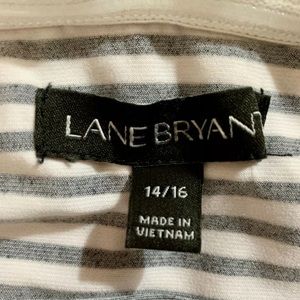 LANE BRYANT
14/16
MADE IN
VIETNAM